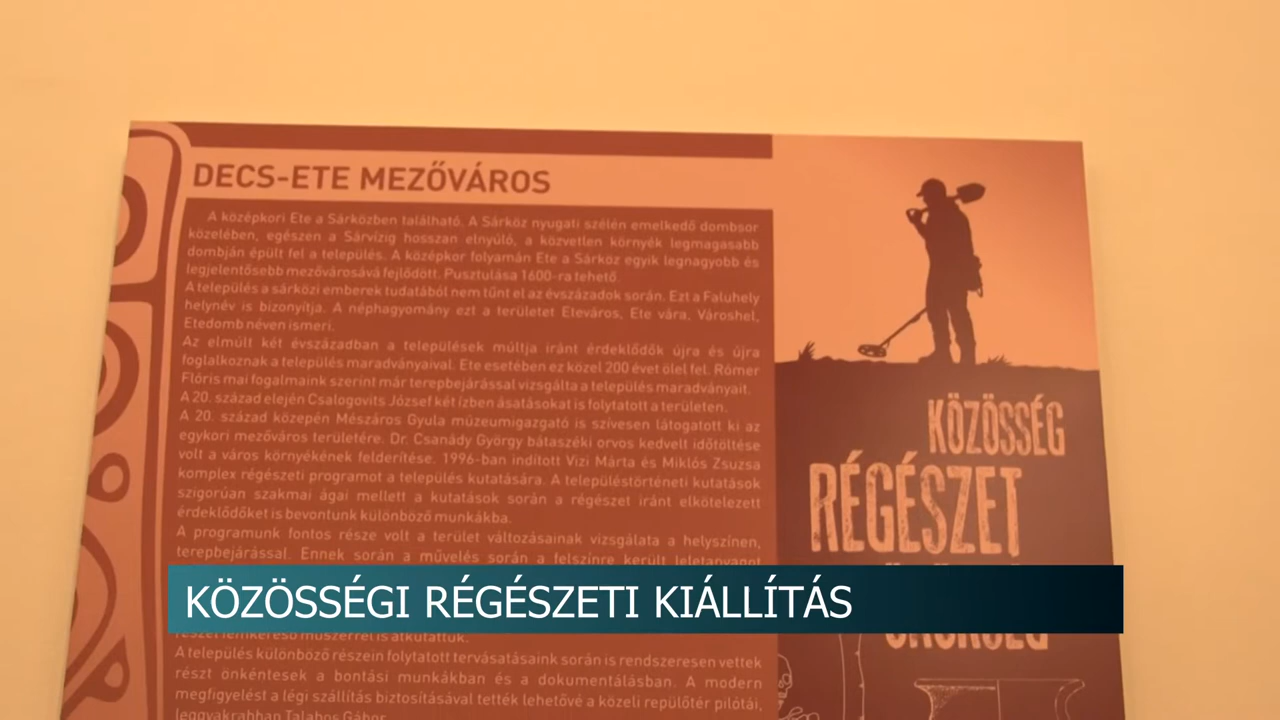 DECS-ETE MEZŐVÁROS
A középkori Ete a Sárközben található. A Sárköz nyugati szélén emelkedő dombsor
közelében, egészen a Sárvízig hosszan elnyúló, a közvetlen környék legmagasabb
dombján épült fel a település. A középkor folyamán Ete a Sárköz egyik legnagyobb és
legjelentősebb mezővárosává fejlődött. Pusztulása 1600-ra tehető.
A település a sárközi emberek tudatából nem tűnt el az évszázadok során. Ezt a Faluhely
helynév is bizonyítja. A néphagyomány ezt a területet Eteváros, Ete vára, Városhel,
Etedomb néven ismeri.
Az elmúlt két évszázadban a települések múltja iránt érdeklődők újra és újra
foglalkoznak a település maradványaival. Ete esetében ez közel 200 évet ölel fel. Rómer
Flóris mai fogalmaink szerint már terepbejárással vizsgálta a település maradványait.
A 20. század elején Csalogovits József két ízben ásatásokat is folytatott a területen.
A 20. század közepén Mészáros Gyula múzeumigazgató is szívesen látogatott ki az
egykori mezőváros területére. Dr. Csanády György bátaszéki orvos kedvelt időtöltése
volt a város környékének felderítése. 1996-ban indított Vizi Márta és Miklós Zsuzsa
komplex régészeti programot a település kutatására. A településtörténeti kutatások
szigorúan szakmai ágai mellett a kutatások során a régészet iránt elkötelezett
érdeklődőket is bevontunk különböző munkákba.
A programunk fontos része volt a terület változásainak vizsgálata a helyszínen,
terepbejárással. Ennek során a művelés során a felszínre került leletanyagot
részét fémkereső műszerrel is átkutattuk.
A település különböző részein folytatott tervásatásaink során is rendszeresen vettek
részt önkéntesek a bontási munkákban és a dokumentálásban. A modern
megfigyelést a légi szállítás biztosításával tették lehetővé a közeli repülőtér pilótái,
leggyakrabban Talabos Gábor
KÖZÖSSÉG
RÉGÉSZET
ÖRÖKSÉG
KÖZÖSSÉGI RÉGÉSZETI KIÁLLÍTÁS